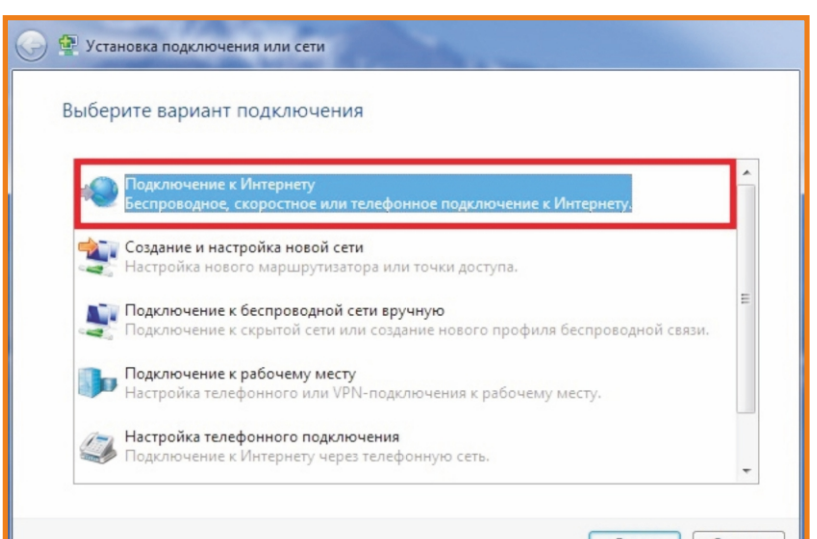 Установка подключения или сети
Выберите вариант подключения
Подключение к Интернету
Беспроводное, скоростное или телефонное подключение к Интернету.
Создание и настройка новой сети
Настройка нового маршрутизатора или точки доступа.
Подключение к беспроводной сети вручную
Подключение к скрытой сети или создание нового профиля беспроводной связи.
Подключение к рабочему месту
Настройка телефонного или VPN-подключения к рабочему месту.
Настройка телефонного подключения
Подключение к Интернету через телефонную сеть.